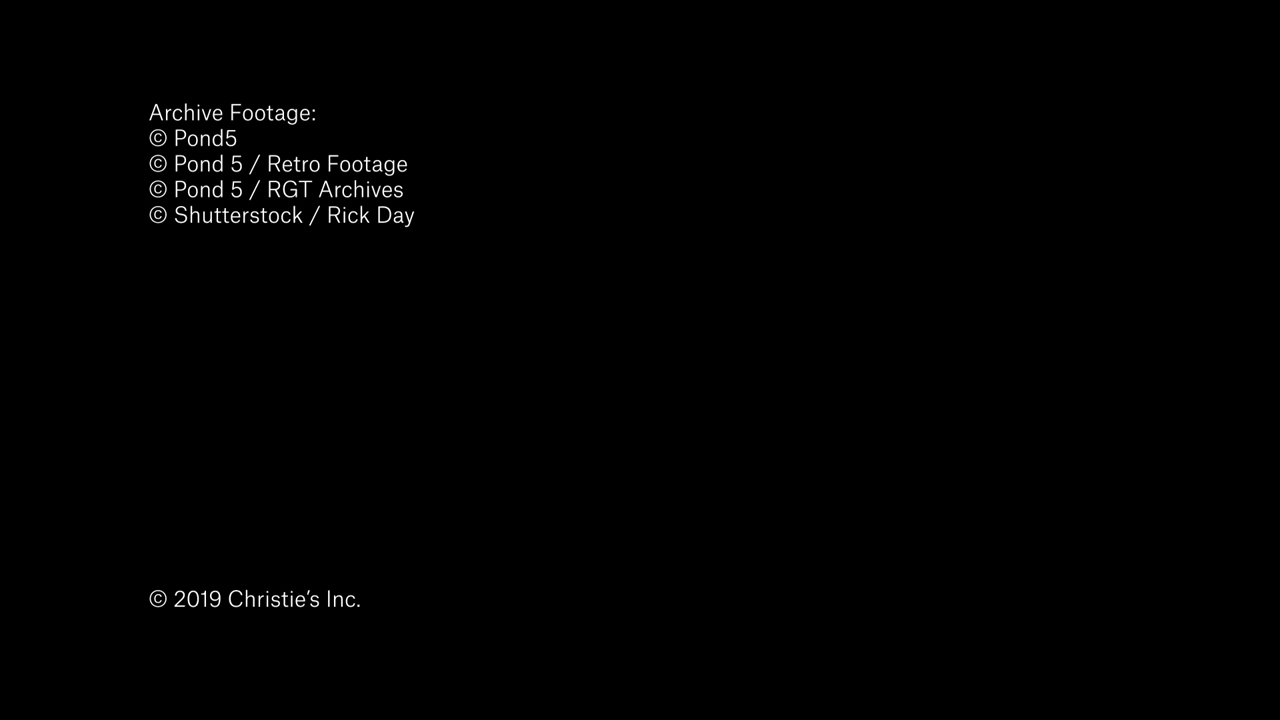 Archive Footage:
© Pond5
© Pond 5 / Retro Footage
© Pond 5 / RGT Archives
© Shutterstock / Rick Day
© 2019 Christie’s Inc.